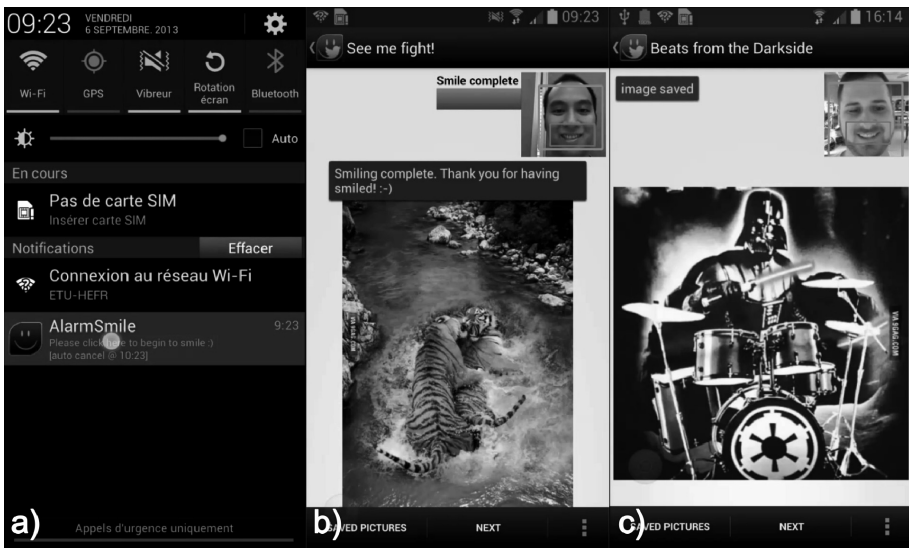 09:23
VENDREDI
6 SEPTEMBRE. 2013
Wi-Fi
GPS
Vibreur
Rotation
écran
Bluetooth
Auto
En cours
Pas de carte SIM
Insérer carte SIM
Notifications
Effacer
Connexion au réseau Wi-Fi
ETU-HEFR
AlarmSmile
9:23
Please click here to begin to smile :)
[auto cancel @ 10:23]
Appels d'urgence uniquement
a)
09:23
See me fight!
Smile complete
Smiling complete. Thank you for having
smiled! :-)
VIA 9GAG.COM
SAVED PICTURES
NEXT
b)
16:14
Beats from the Darkside
image saved
VIA 9GAG.COM
SAVED PICTURES
NEXT
c)